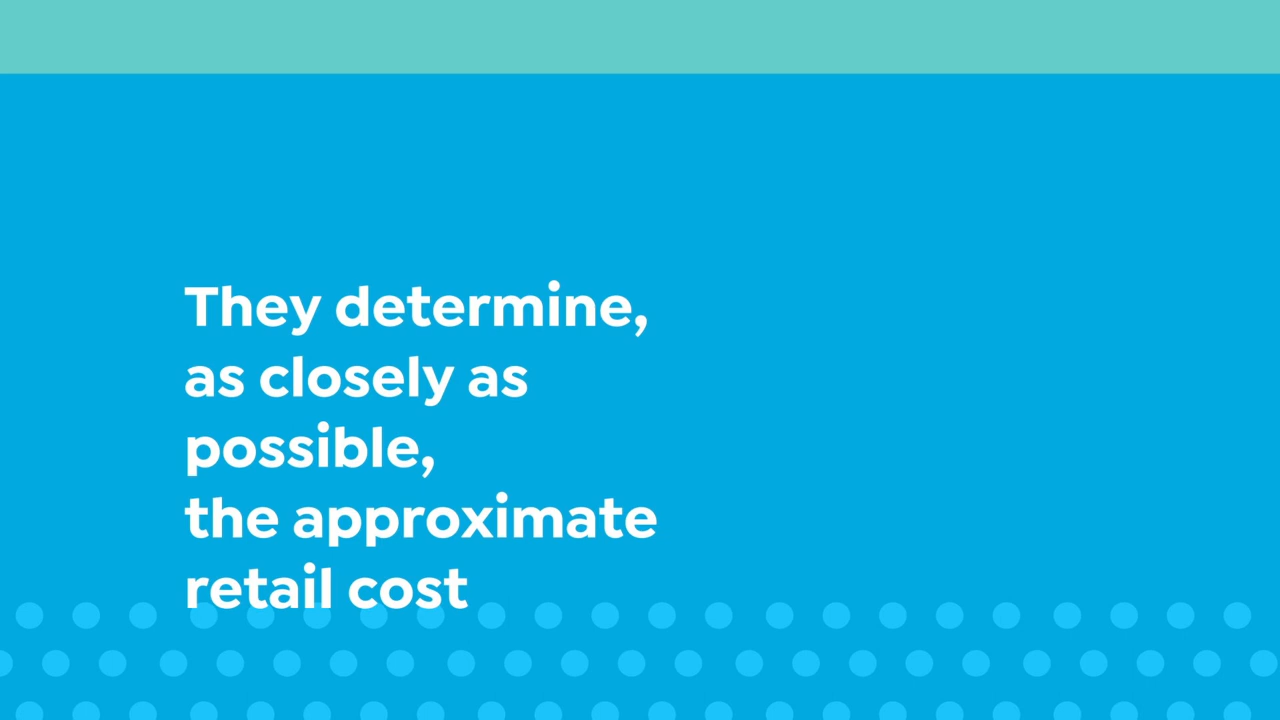 They determine,
as closely as
possible,
the approximate
retail cost